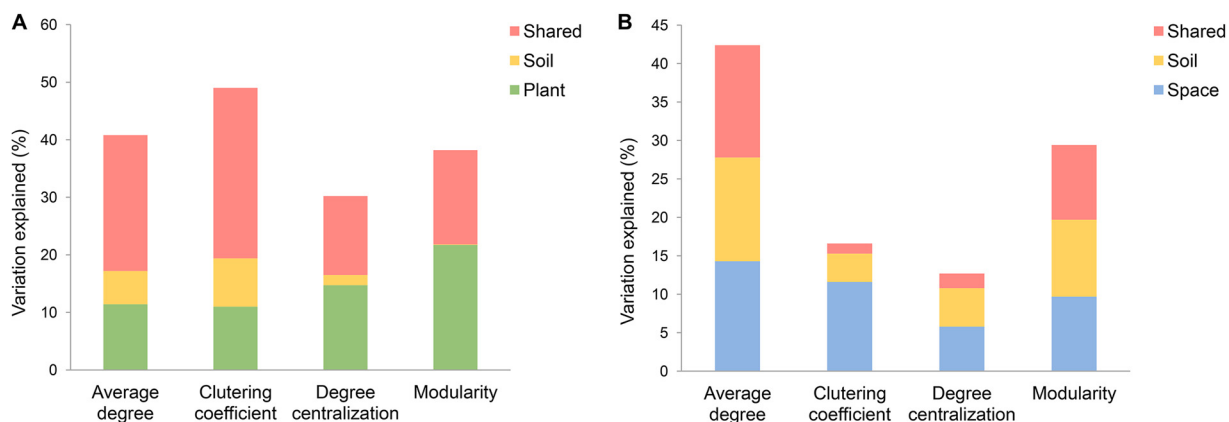 A
Variation explained (%)
60
50
40
30
20
10
0
Shared
Soil
Plant
Average
degree
Clutering
coefficient
Degree
centralization
Modularity
B
Variation explained (%)
45
40
35
30
25
20
15
10
5
0
Shared
Soil
Space
Average
degree
Clutering
coefficient
Degree
centralization
Modularity